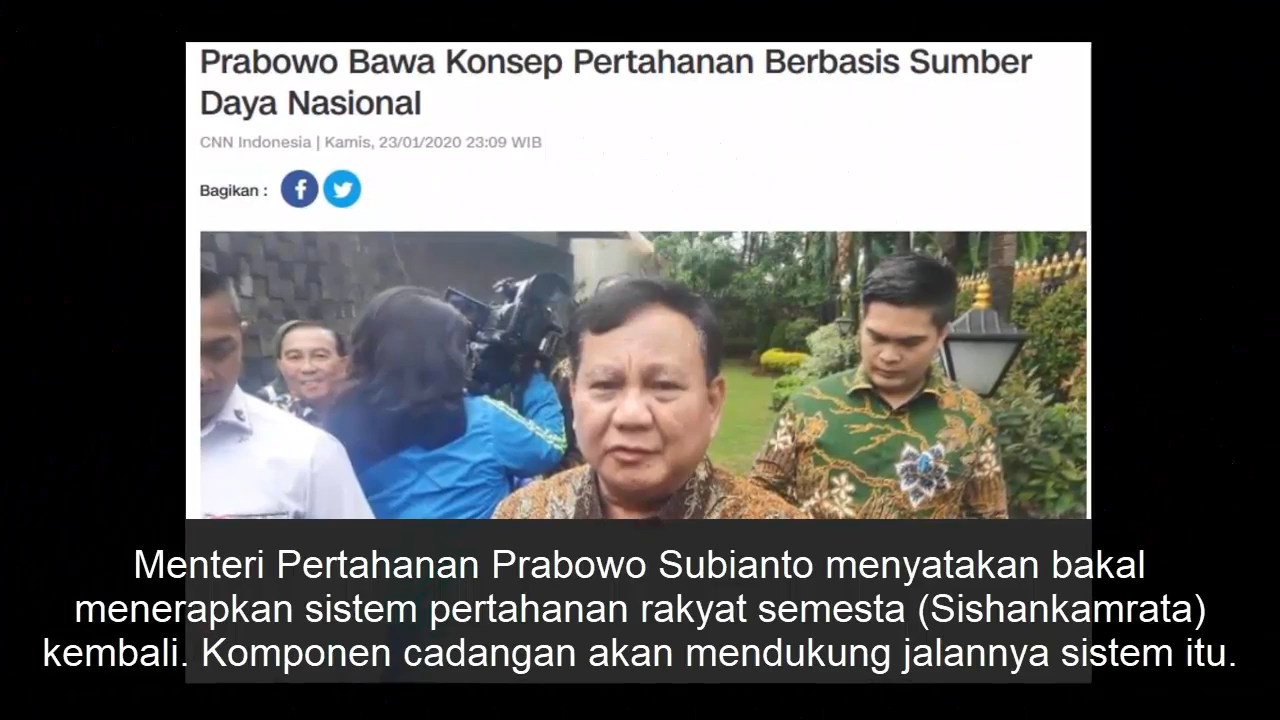 Prabowo Bawa Konsep Pertahanan Berbasis Sumber
Daya Nasional
CNN Indonesia | Kamis, 23/01/2020 23:09 WIB
Bagikan :
Menteri Pertahanan Prabowo Subianto menyatakan bakal
menerapkan sistem pertahanan rakyat semesta (Sishankamrata)
kembali. Komponen cadangan akan mendukung jalannya sistem itu.